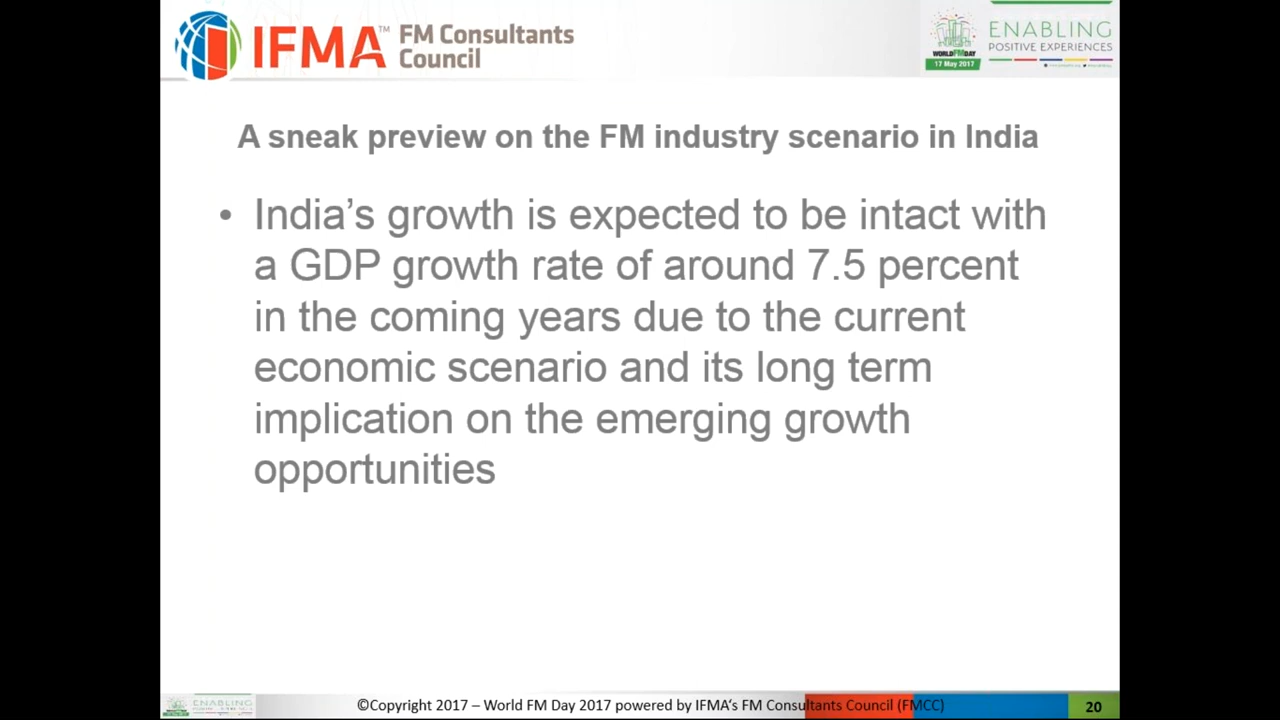 IFMA™ FM Consultants
Council
WORLD FM DAY
17 May 2017
ENABLING
POSITIVE EXPERIENCES
A sneak preview on the FM industry scenario in India
• India’s growth is expected to be intact with
a GDP growth rate of around 7.5 percent
in the coming years due to the current
economic scenario and its long term
implication on the emerging growth
opportunities
ENABLING
©Copyright 2017 – World FM Day 2017 powered by IFMA‘s FM Consultants Council (FMCC)
20